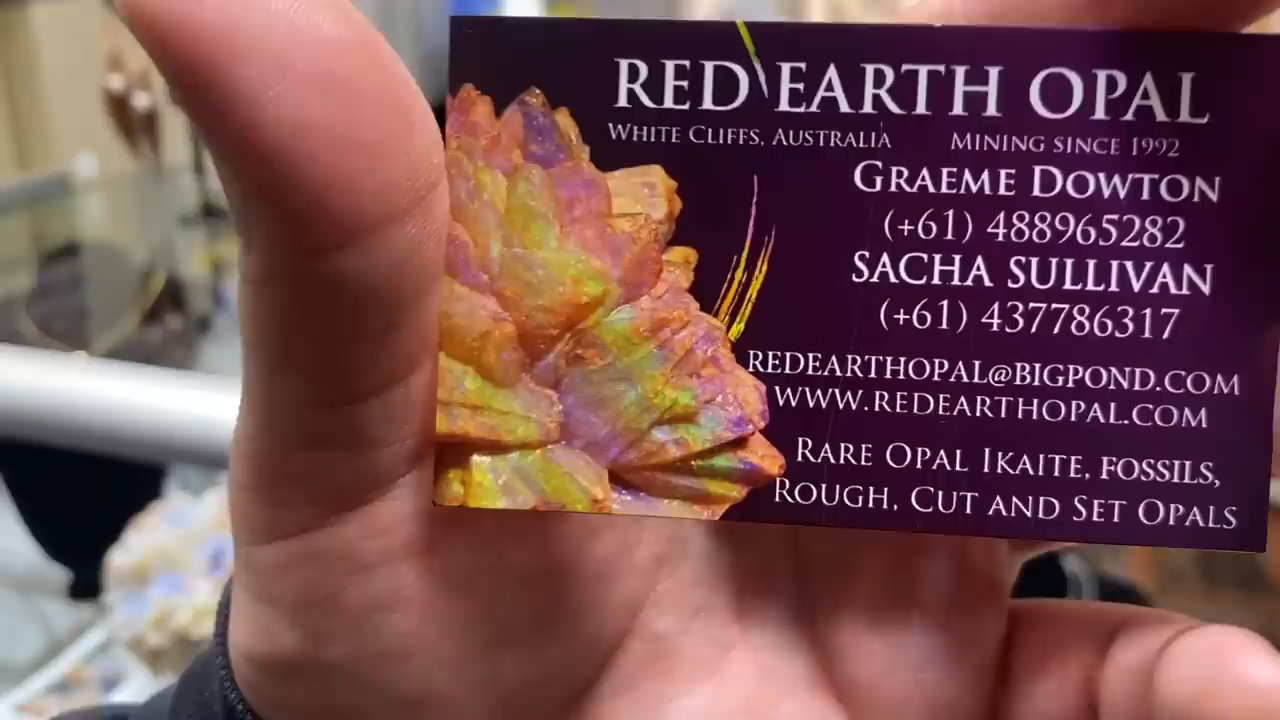 RED EARTH OPAL
WHITE CLIFFS, AUSTRALIA MINING SINCE 1992
GRAEME DOWTON
(+61) 488965282
SACHA SULLIVAN
(+61) 437786317
REDEARTHOPAL@BIGPOND.COM
WWW.REDEARTHOPAL.COM
RARE OPAL IKAITE, FOSSILS,
ROUGH, CUT AND SET OPALS